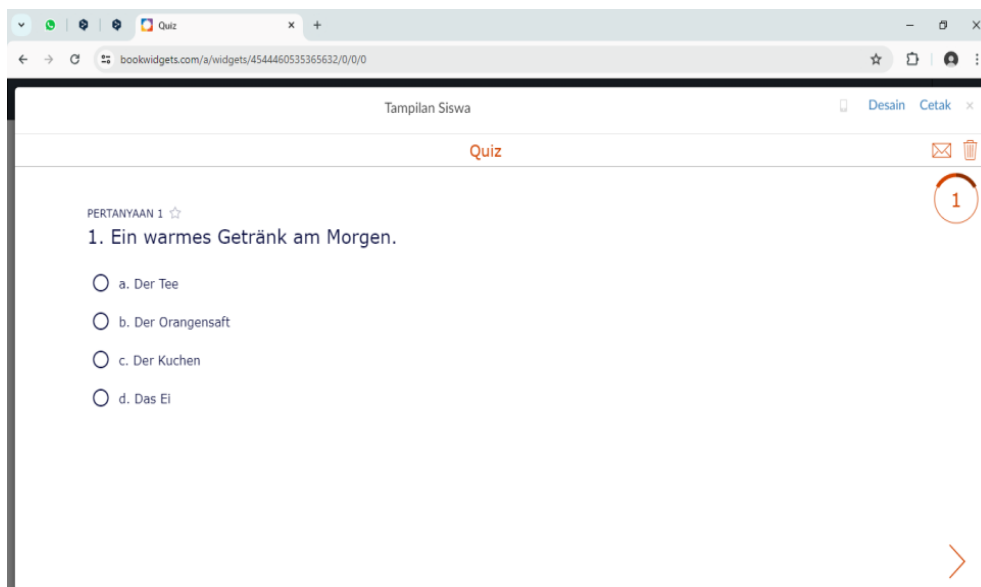 Quiz
bookwidgets.com/a/widgets/4544460535365632/0/0/0
Tampilan Siswa
Desain Cetak
Quiz
1
PERTANYAAN 1
1. Ein warmes Getränk am Morgen.
a. Der Tee
b. Der Orangensaft
c. Der Kuchen
d. Das Ei